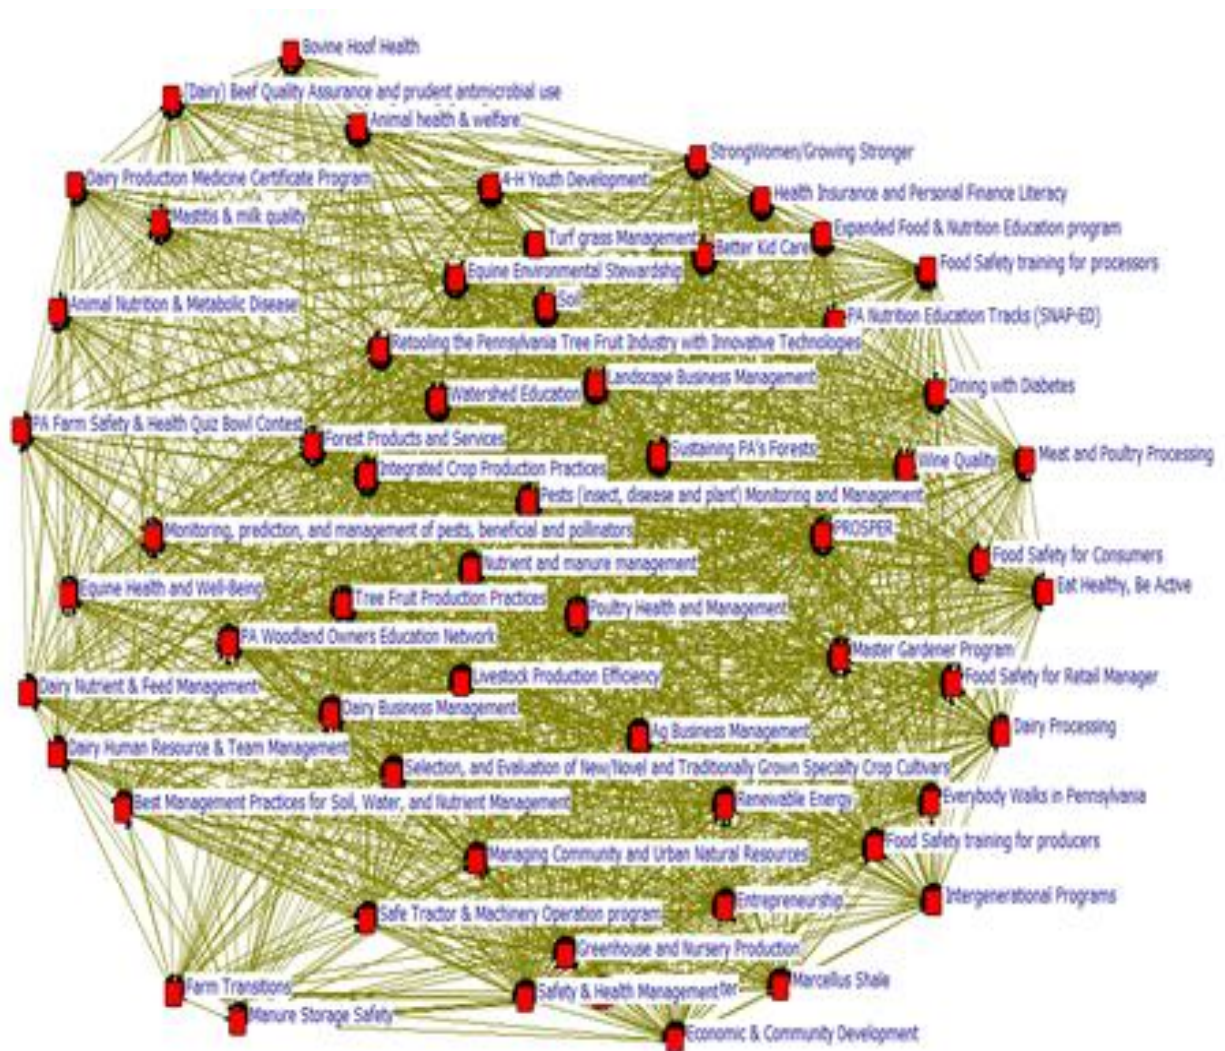 Bovine Hoof Health
(Dairy) Beef Quality Assurance and prudent antimicrobial use
Animal health & welfare
StrongWomen/Growing Stronger
Dairy Production Medicine Certificate Program
4-H Youth Development
Health Insurance and Personal Finance Literacy
Mastitis & milk quality
Expanded Food & Nutrition Education program
Turf grass Management
Better Kid Care
Food Safety training for processors
Equine Environmental Stewardship
Animal Nutrition & Metabolic Disease
Soil
PA Nutrition Education Tracks (SNAP-ED)
Retooling the Pennsylvania Tree Fruit Industry with Innovative Technologies
Landscape Business Management
Dining with Diabetes
Watershed Education
PA Farm Safety & Health Quiz Bowl Contest
Forest Products and Services
Sustaining PA's Forests
Meat and Poultry Processing
Wine Quality
Integrated Crop Production Practices
Pests (insect, disease and plant) Monitoring and Management
Monitoring, prediction, and management of pests, beneficial and pollinators
PROSPER
Food Safety for Consumers
Nutrient and manure management
Equine Health and Well-Being
Eat Healthy, Be Active
Tree Fruit Production Practices
Poultry Health and Management
PA Woodland Owners Education Network
Master Gardener Program
Livestock Production Efficiency
Food Safety for Retail Manager
Dairy Nutrient & Feed Management
Dairy Business Management
Dairy Processing
Ag Business Management
Dairy Human Resource & Team Management
Selection, and Evaluation of New/Novel and Traditionally Grown Specialty Crop Cultivars
Best Management Practices for Soil, Water, and Nutrient Management
Renewable Energy
Everybody Walks in Pennsylvania
Food Safety training for producers
Managing Community and Urban Natural Resources
Intergenerational Programs
Entrepreneurship
Safe Tractor & Machinery Operation program
Greenhouse and Nursery Production
Marcellus Shale
Farm Transitions
Safety & Health Management
Manure Storage Safety
Economic & Community Development